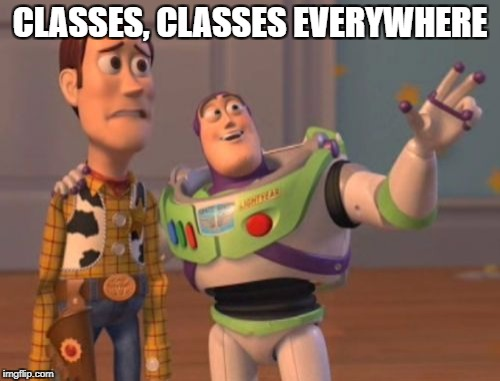 CLASSES, CLASSES EVERYWHERE
LIGHTYEAR
imgflip.com